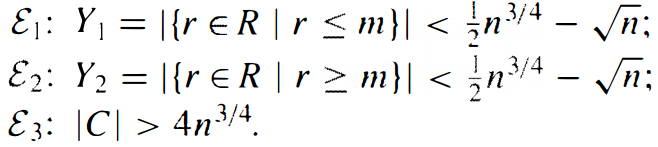 ℰ₁: Y₁ = |{r ∈ R | r ≤ m}| < ½n^{3/4} − √n;
ℰ₂: Y₂ = |{r ∈ R | r ≥ m}| < ½n^{3/4} − √n;
ℰ₃: |C| > 4n^{3/4}.